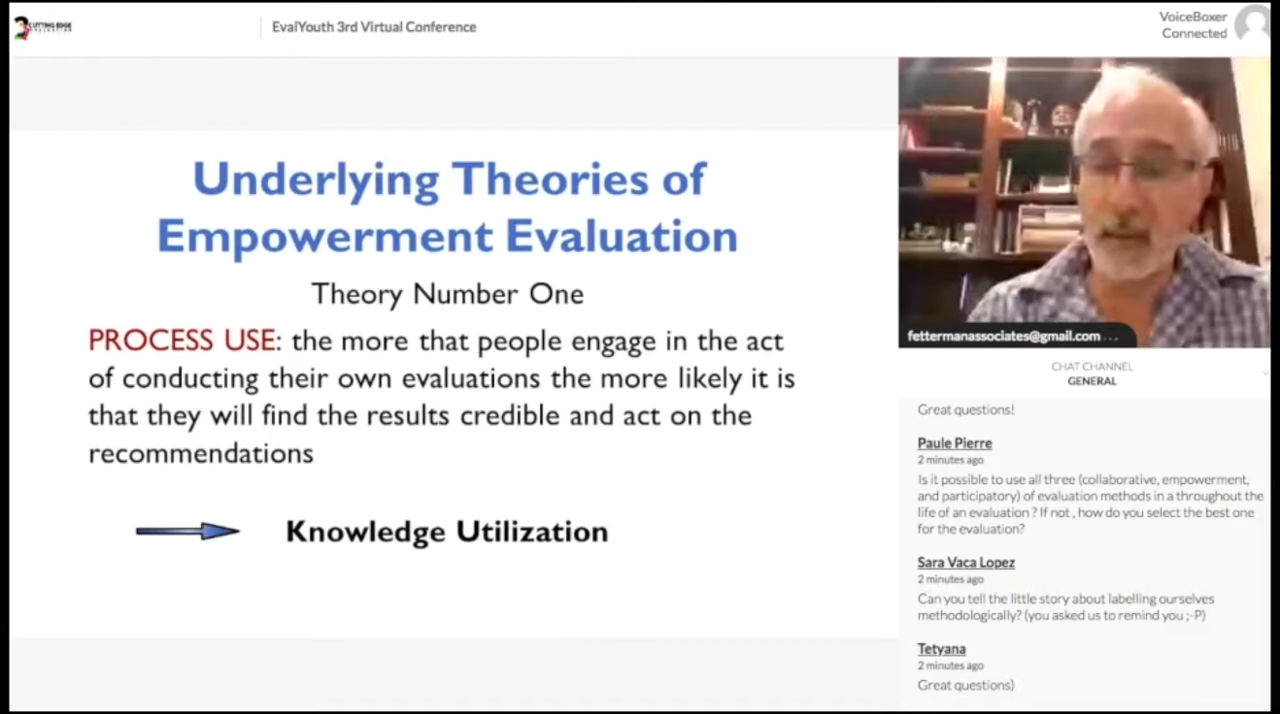 CUTTING EDGE
EvalYouth 3rd Virtual Conference
VoiceBoxer
Connected
Underlying Theories of
Empowerment Evaluation
Theory Number One
PROCESS USE: the more that people engage in the act
of conducting their own evaluations the more likely it is
that they will find the results credible and act on the
recommendations
Knowledge Utilization
fettermanassociates@gmail.com ...
CHAT CHANNEL
GENERAL
Great questions!
Paule Pierre
2 minutes ago
Is it possible to use all three (collaborative, empowerment,
and participatory) of evaluation methods in a throughout the
life of an evaluation ? If not , how do you select the best one
for the evaluation?
Sara Vaca Lopez
2 minutes ago
Can you tell the little story about labelling ourselves
methodologically? (you asked us to remind you ;-P)
Tetyana
2 minutes ago
Great questions)